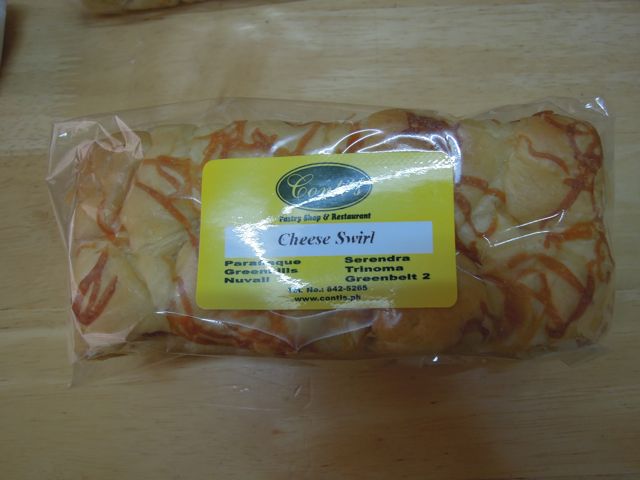 Conti's
Pastry Shop & Restaurant
Cheese Swirl
Parañaque Serendra
Greenhills Trinoma
Nuvali Greenbelt 2
Tel. No.: 842-5265
www.contis.ph